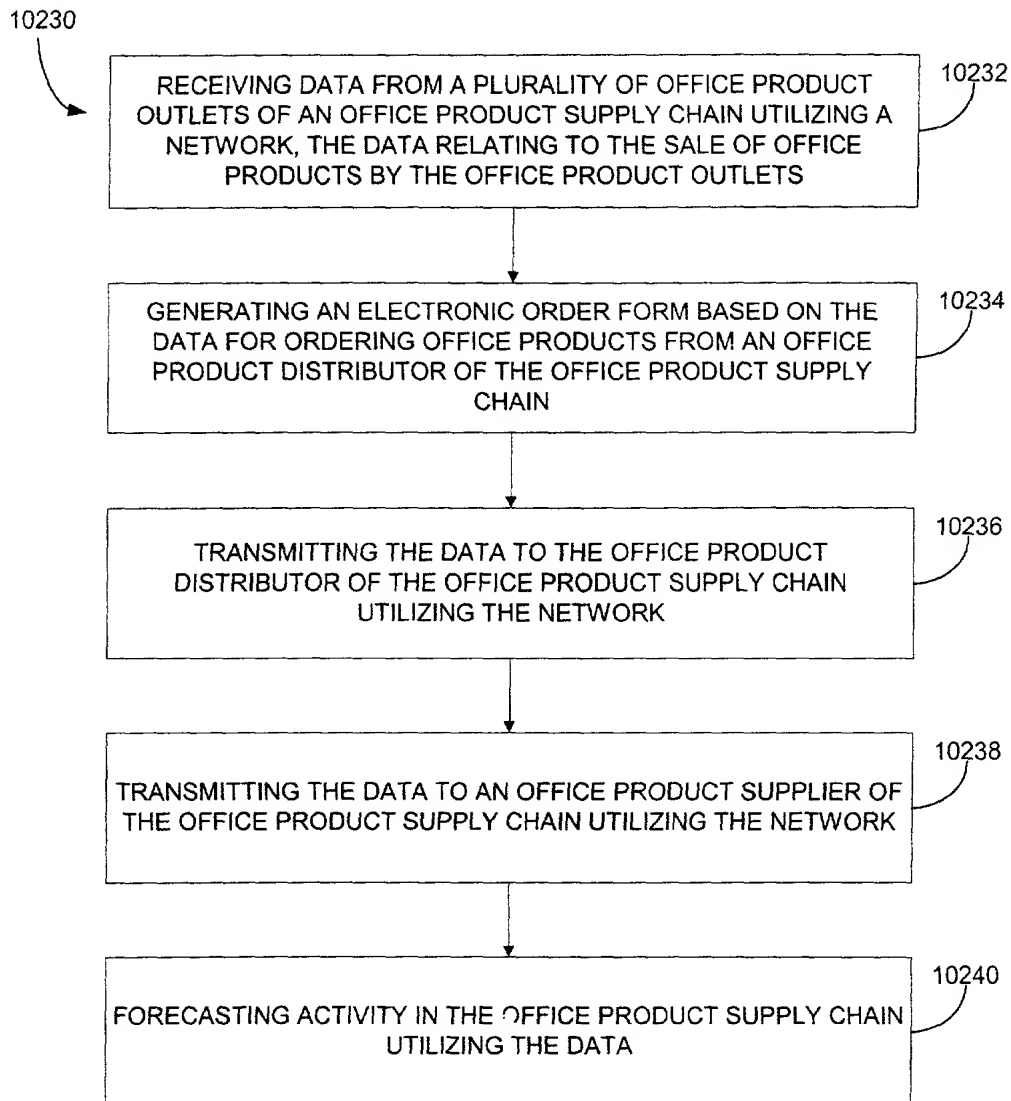 10230
RECEIVING DATA FROM A PLURALITY OF OFFICE PRODUCT
OUTLETS OF AN OFFICE PRODUCT SUPPLY CHAIN UTILIZING A
NETWORK, THE DATA RELATING TO THE SALE OF OFFICE
PRODUCTS BY THE OFFICE PRODUCT OUTLETS
10232
GENERATING AN ELECTRONIC ORDER FORM BASED ON THE
DATA FOR ORDERING OFFICE PRODUCTS FROM AN OFFICE
PRODUCT DISTRIBUTOR OF THE OFFICE PRODUCT SUPPLY
CHAIN
10234
TRANSMITTING THE DATA TO THE OFFICE PRODUCT
DISTRIBUTOR OF THE OFFICE PRODUCT SUPPLY CHAIN
UTILIZING THE NETWORK
10236
TRANSMITTING THE DATA TO AN OFFICE PRODUCT SUPPLIER OF
THE OFFICE PRODUCT SUPPLY CHAIN UTILIZING THE NETWORK
10238
FORECASTING ACTIVITY IN THE OFFICE PRODUCT SUPPLY CHAIN
UTILIZING THE DATA
10240